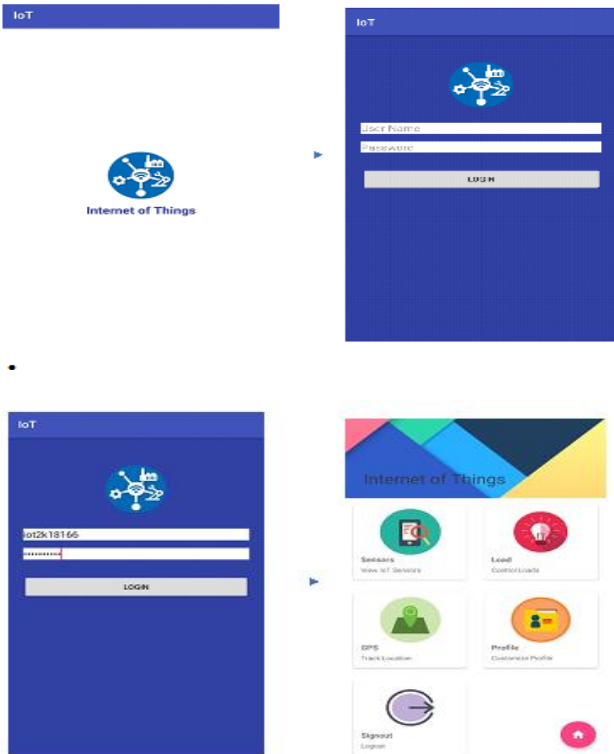 IoT
Internet of Things
IoT
User Name
Password
LOGIN
IoT
iot2k18166
LOGIN
Internet of Things
Sensors
View IoT Sensors
Load
Control Loads
GPS
Track Location
Profile
Customize Profile
Signout
Logout